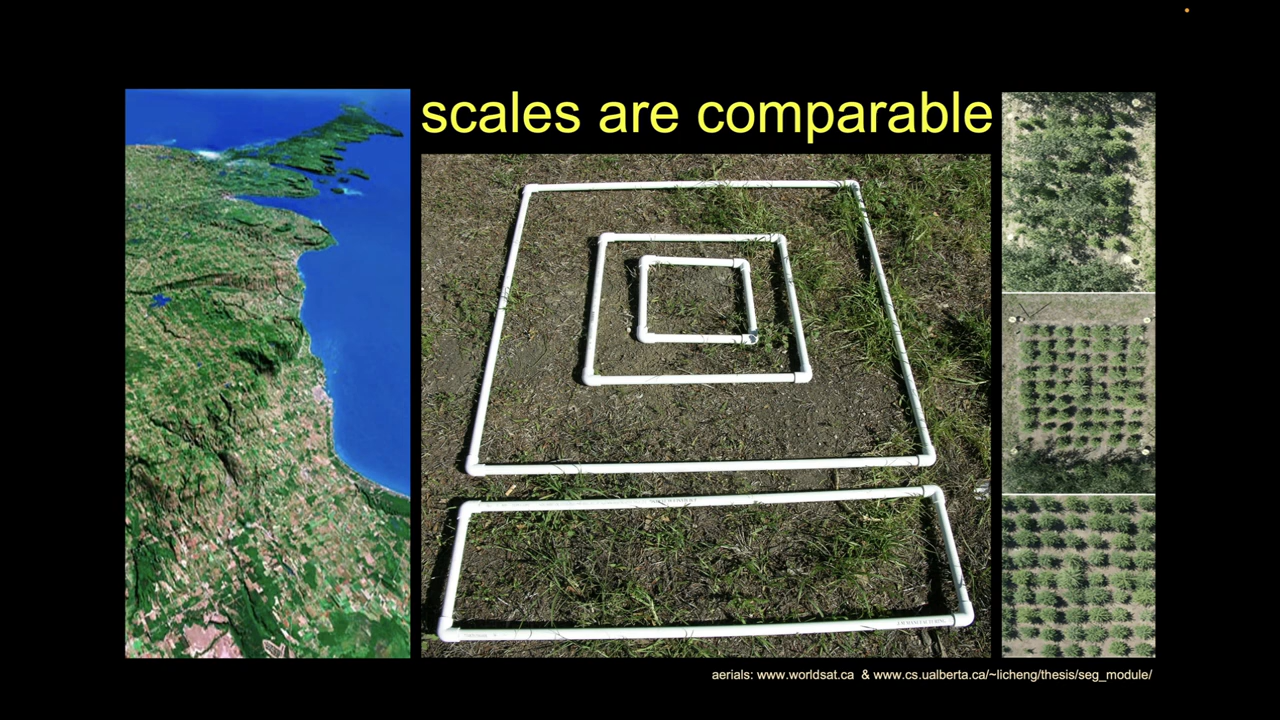 scales are comparable
aerials: www.worldsat.ca & www.cs.ualberta.ca/~licheng/thesis/seg_module/